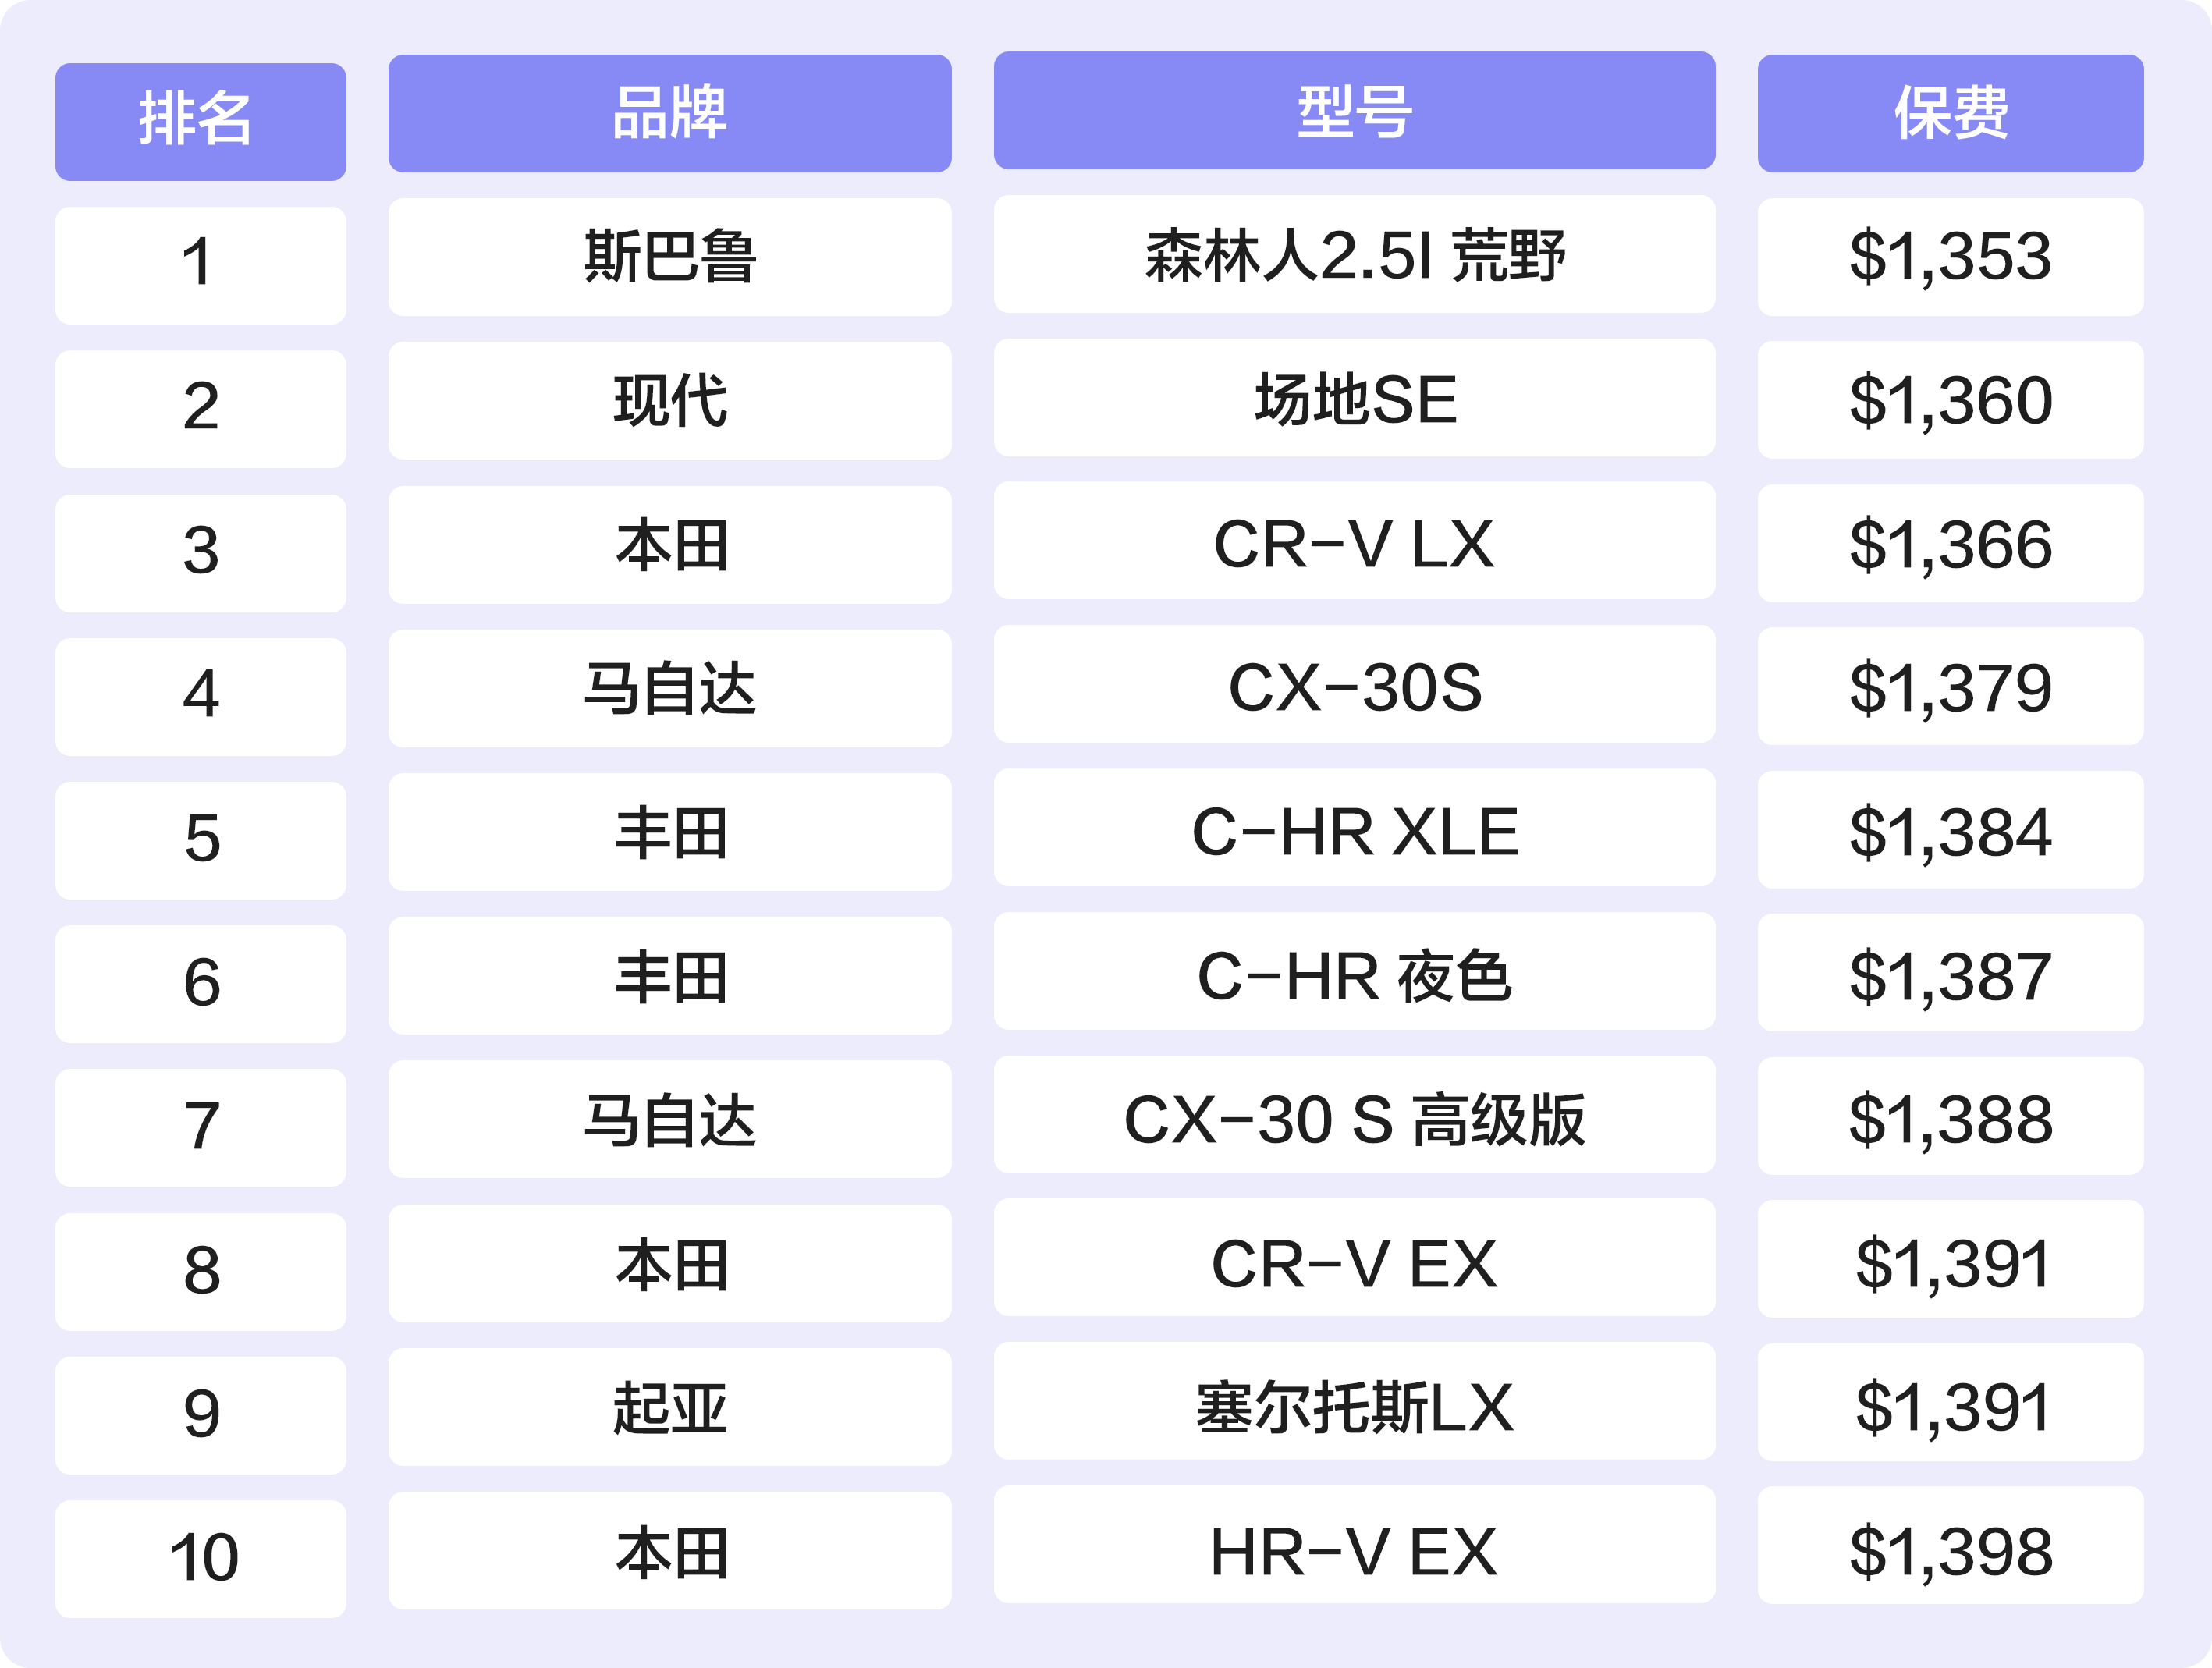 排名 品牌 型号 保费
1 斯巴鲁 森林人2.5I 荒野 $1,353
2 现代 场地SE $1,360
3 本田 CR-V LX $1,366
4 马自达 CX-30S $1,379
5 丰田 C-HR XLE $1,384
6 丰田 C-HR 夜色 $1,387
7 马自达 CX-30 S 高级版 $1,388
8 本田 CR-V EX $1,391
9 起亚 塞尔托斯LX $1,391
10 本田 HR-V EX $1,398